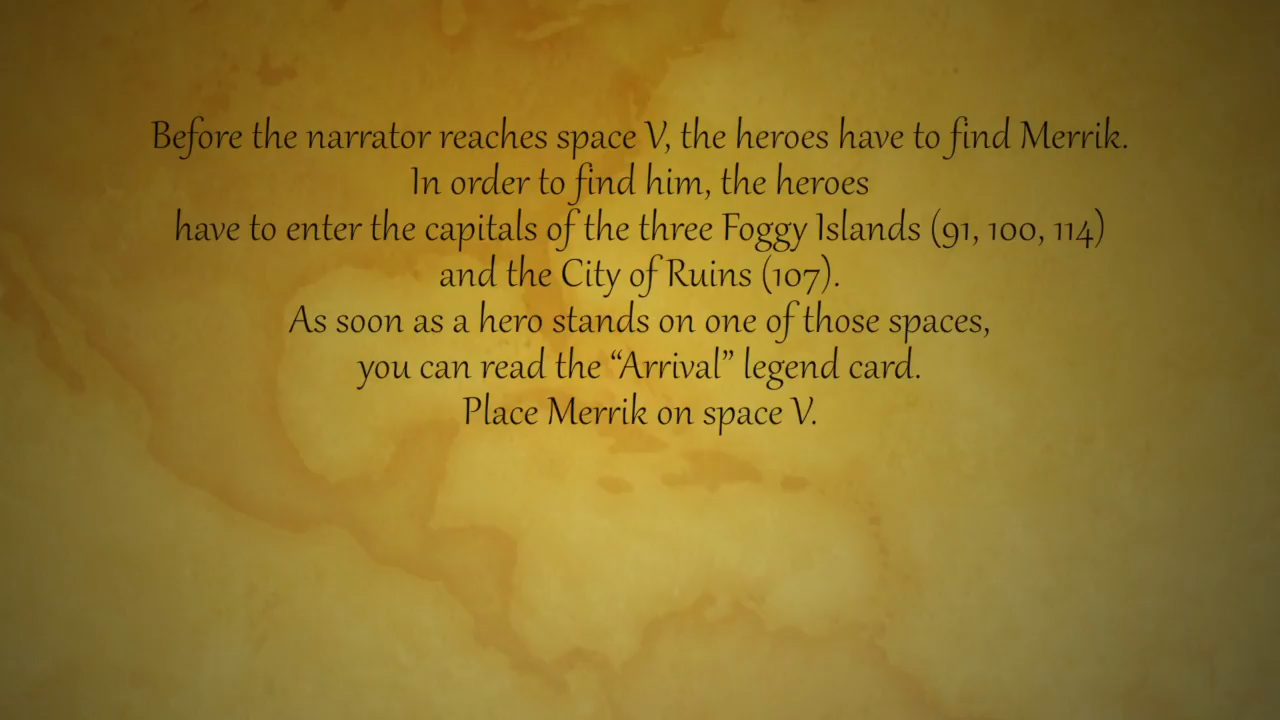 Before the narrator reaches space V, the heroes have to find Merrik.
In order to find him, the heroes
have to enter the capitals of the three Foggy Islands (91, 100, 114)
and the City of Ruins (107).
As soon as a hero stands on one of those spaces,
you can read the “Arrival” legend card.
Place Merrik on space V.